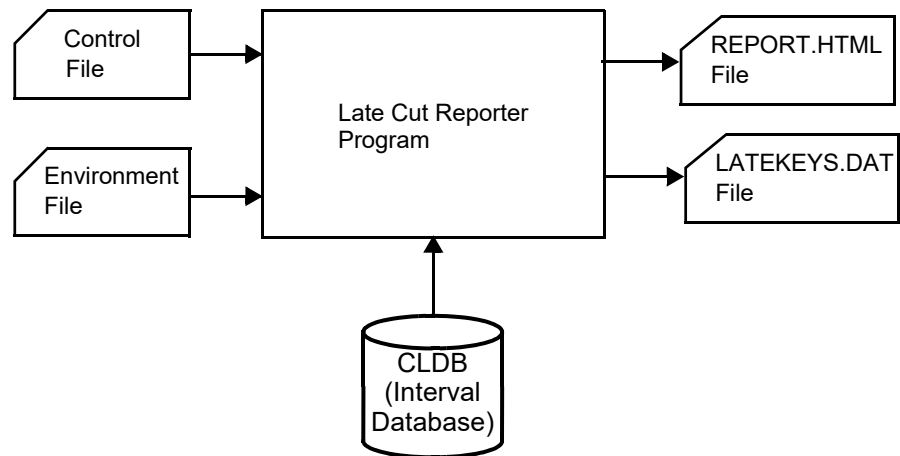 Control
File
Environment
File
Late Cut Reporter
Program
REPORT.HTML
File
LATEKEYS.DAT
File
CLDB
(Interval
Database)